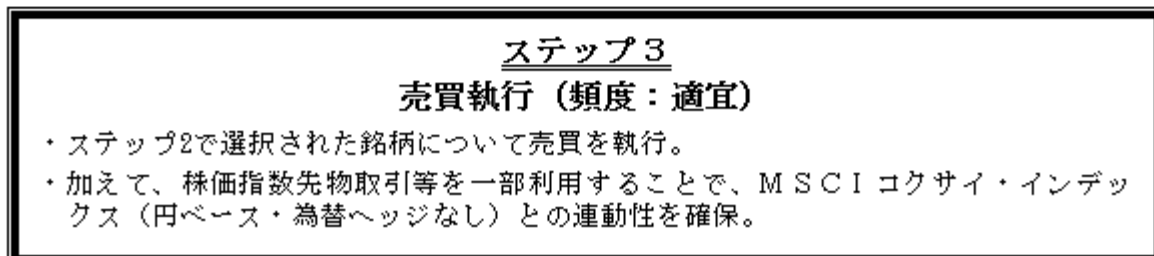 ステップ３
売買執行（頻度：適宜）
・ステップ2で選択された銘柄について売買を執行。
・加えて、株価指数先物取引等を一部利用することで、ＭＳＣＩコクサイ・インデッ
クス（円ベース・為替ヘッジなし）との連動性を確保。